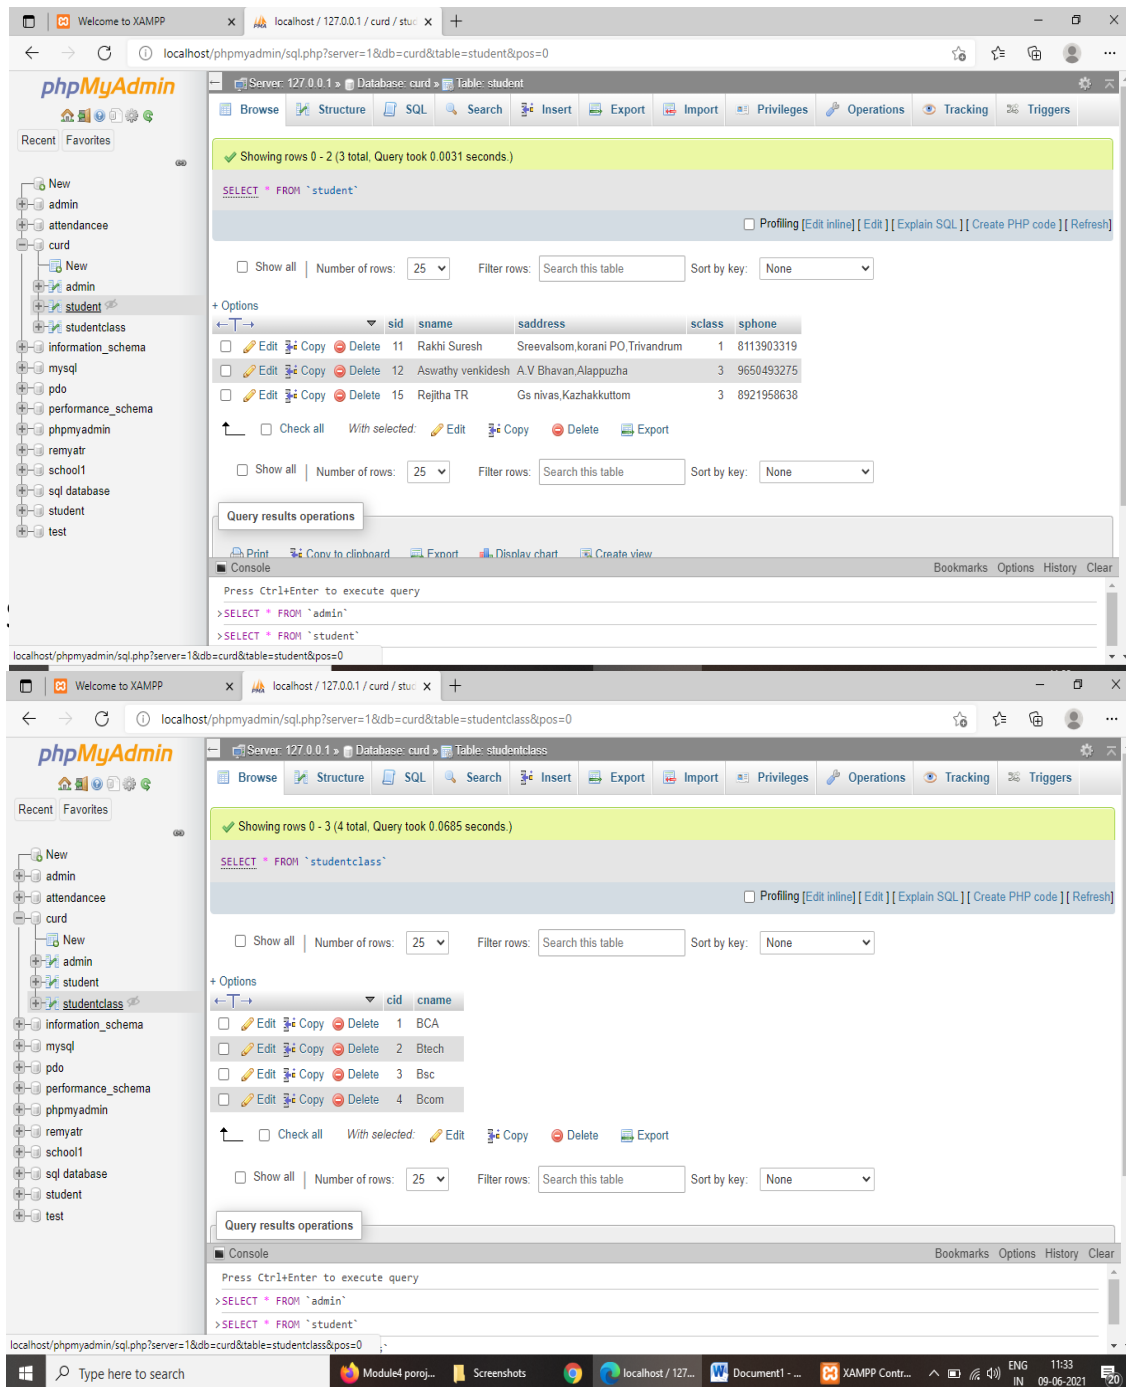 Welcome to XAMPP
localhost / 127.0.0.1 / curd / stu
localhost/phpmyadmin/sql.php?server=1&db=curd&table=student&pos=0
phpMyAdmin
Recent Favorites
New
admin
attendancee
curd
New
admin
student
studentclass
information_schema
mysql
pdo
performance_schema
phpmyadmin
remyatr
school1
sql database
student
test
Server: 127.0.0.1 » Database: curd » Table: student
Browse Structure SQL Search Insert Export Import Privileges Operations Tracking Triggers
Showing rows 0 - 2 (3 total, Query took 0.0031 seconds.)
SELECT * FROM `student`
Profiling [Edit inline] [ Edit ] [ Explain SQL ] [ Create PHP code ] [ Refresh]
Show all | Number of rows: 25 Filter rows: Search this table Sort by key: None
+ Options
←T→ sid sname saddress sclass sphone
Edit Copy Delete 11 Rakhi Suresh Sreevalsom,korani PO,Trivandrum 1 8113903319
Edit Copy Delete 12 Aswathy venkidesh A.V Bhavan,Alappuzha 3 9650493275
Edit Copy Delete 15 Rejitha TR Gs nivas,Kazhakkuttom 3 8921958638
Check all With selected: Edit Copy Delete Export
Show all | Number of rows: 25 Filter rows: Search this table Sort by key: None
Query results operations
Print Copy to clipboard Export Display chart Create view
Console Bookmarks Options History Clear
Press Ctrl+Enter to execute query
>SELECT * FROM `admin`
>SELECT * FROM `student`
localhost/phpmyadmin/sql.php?server=1&db=curd&table=student&pos=0
Welcome to XAMPP
localhost / 127.0.0.1 / curd / stu
localhost/phpmyadmin/sql.php?server=1&db=curd&table=studentclass&pos=0
phpMyAdmin
Recent Favorites
New
admin
attendancee
curd
New
admin
student
studentclass
information_schema
mysql
pdo
performance_schema
phpmyadmin
remyatr
school1
sql database
student
test
Server: 127.0.0.1 » Database: curd » Table: studentclass
Browse Structure SQL Search Insert Export Import Privileges Operations Tracking Triggers
Showing rows 0 - 3 (4 total, Query took 0.0685 seconds.)
SELECT * FROM `studentclass`
Profiling [Edit inline] [ Edit ] [ Explain SQL ] [ Create PHP code ] [ Refresh]
Show all | Number of rows: 25 Filter rows: Search this table Sort by key: None
+ Options
←T→ cid cname
Edit Copy Delete 1 BCA
Edit Copy Delete 2 Btech
Edit Copy Delete 3 Bsc
Edit Copy Delete 4 Bcom
Check all With selected: Edit Copy Delete Export
Show all | Number of rows: 25 Filter rows: Search this table Sort by key: None
Query results operations
Console Bookmarks Options History Clear
Press Ctrl+Enter to execute query
>SELECT * FROM `admin`
>SELECT * FROM `student`
localhost/phpmyadmin/sql.php?server=1&db=curd&table=studentclass&pos=0
Type here to search Module4 poroj... Screenshots localhost / 127... Document1 - ... XAMPP Contr... ENG IN 11:33 09-06-2021 20